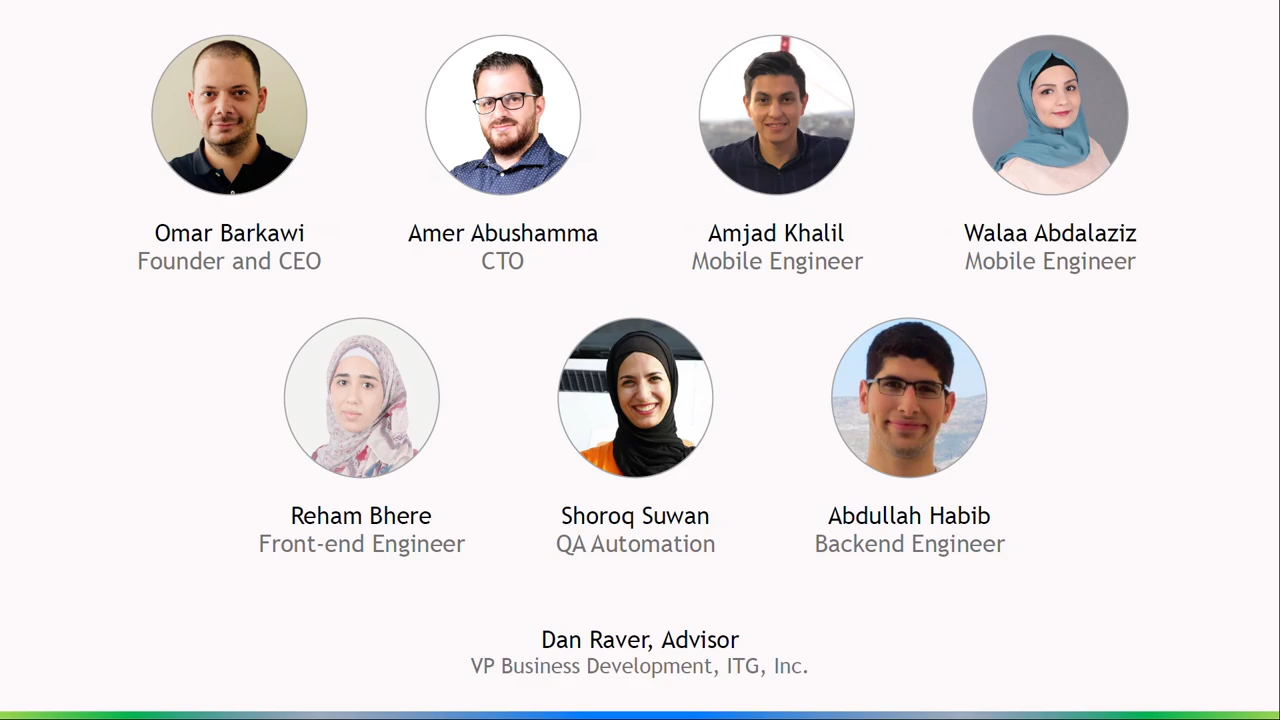 Omar Barkawi
Founder and CEO
Amer Abushamma
CTO
Amjad Khalil
Mobile Engineer
Walaa Abdalaziz
Mobile Engineer
Reham Bhere
Front-end Engineer
Shoroq Suwan
QA Automation
Abdullah Habib
Backend Engineer
Dan Raver, Advisor
VP Business Development, ITG, Inc.